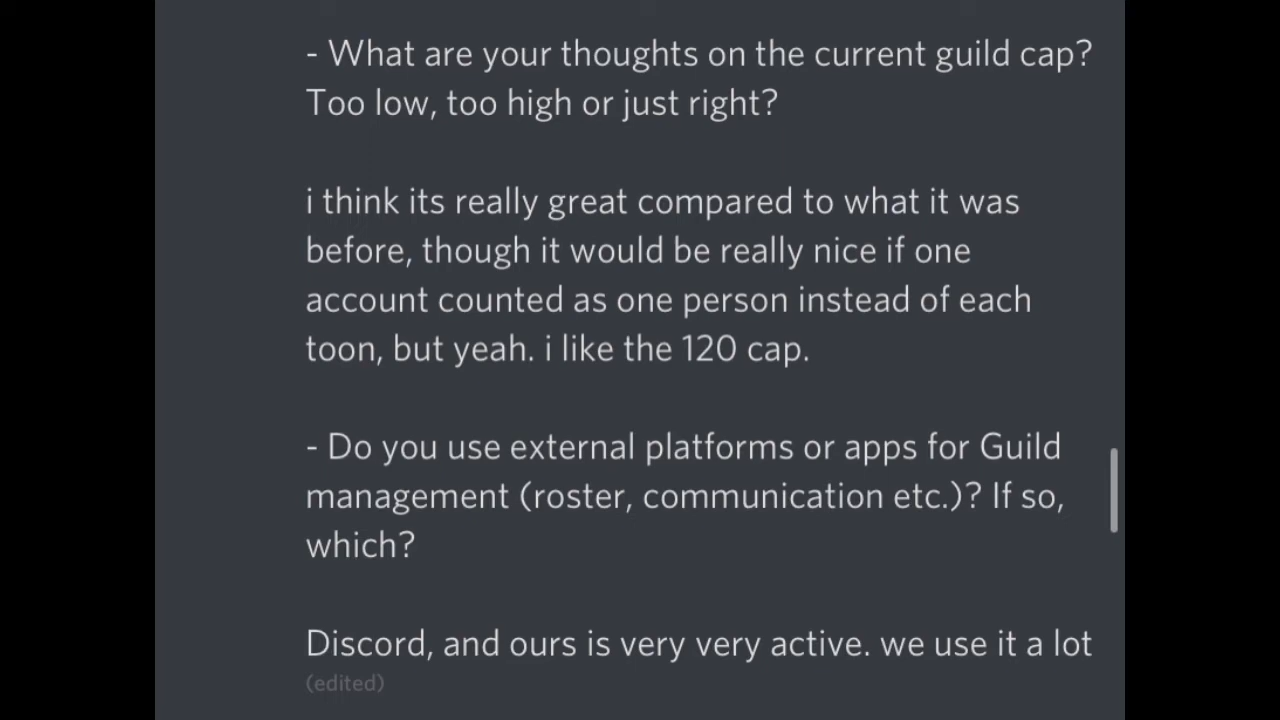 - What are your thoughts on the current guild cap?
Too low, too high or just right?
i think its really great compared to what it was
before, though it would be really nice if one
account counted as one person instead of each
toon, but yeah. i like the 120 cap.
- Do you use external platforms or apps for Guild
management (roster, communication etc.)? If so,
which?
Discord, and ours is very very active. we use it a lot
(edited)